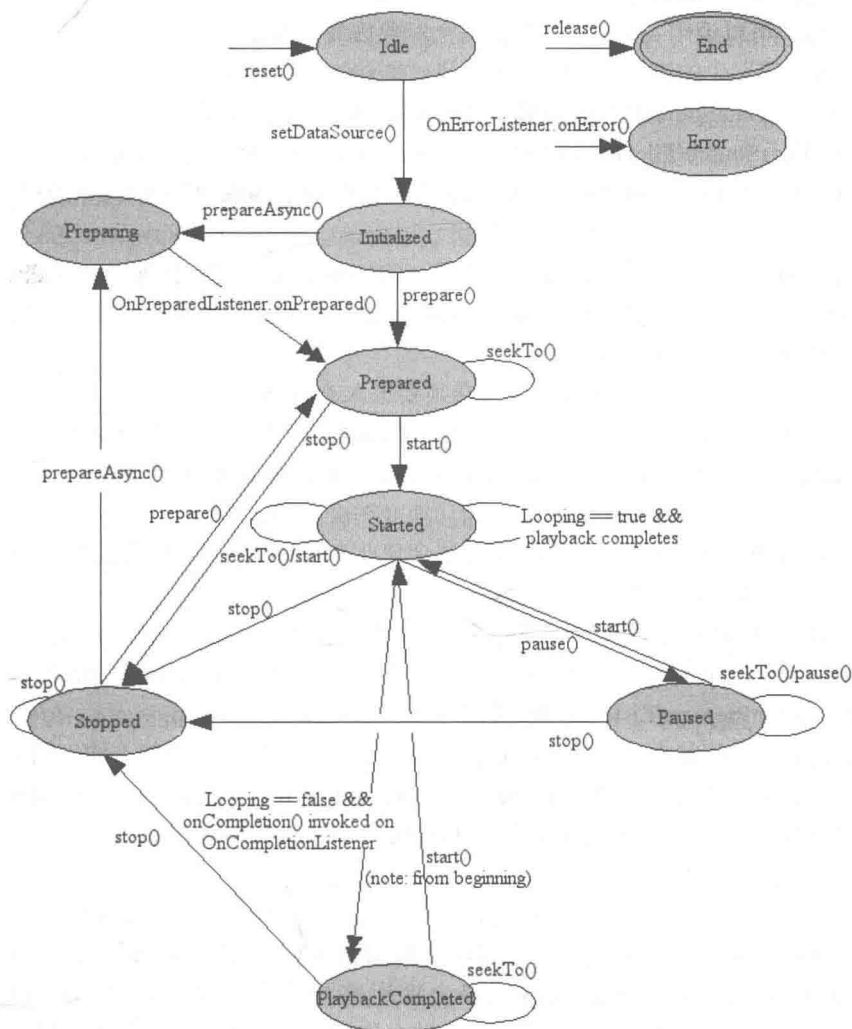 Idle
release()
End
reset()
setDataSource()
OnErrorListener.onError()
Error
prepareAsync()
Preparing
Initialized
OnPreparedListener.onPrepared()
prepare()
seekTo()
Prepared
stop()
start()
prepareAsync()
prepare()
Started
Looping == true &&
playback completes
seekTo()/start()
stop()
start()
pause()
stop()
seekTo()/pause()
Stopped
Paused
stop()
Looping == false &&
onCompletion() invoked on
OnCompletionListener
stop()
start()
(note: from beginning)
seekTo()
PlaybackCompleted